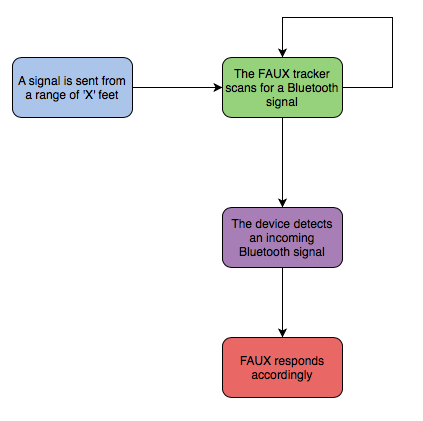 A signal is sent from
a range of 'X' feet
The FAUX tracker
scans for a Bluetooth
signal
The device detects
an incoming
Bluetooth signal
FAUX responds
accordingly